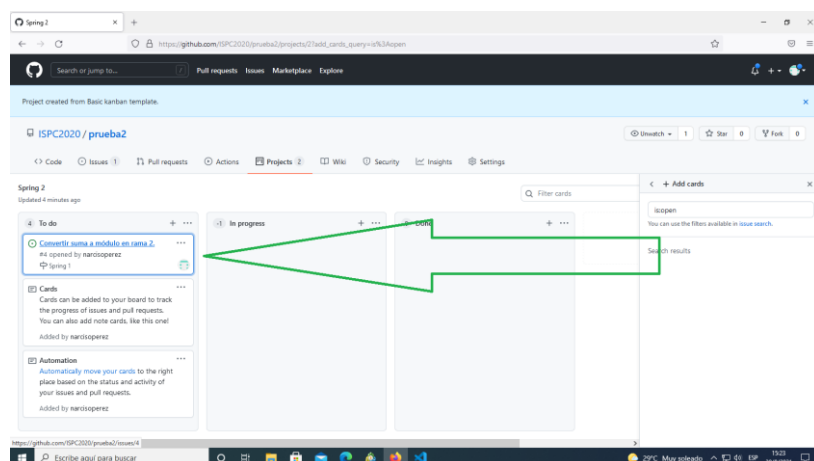 Spring 2
https://github.com/ISPC2020/prueba2/projects/2?add_cards_query=is%3Aopen
Search or jump to...
/
Pull requests Issues Marketplace Explore
Project created from Basic kanban template.
ISPC2020 / prueba2
Unwatch 1 Star 0 Fork 0
Code Issues 1 Pull requests Actions Projects 2 Wiki Security Insights Settings
Spring 2
Updated 4 minutes ago
Filter cards
+ Add cards
is:open
You can use the filters available in issue search.
Search results
4 To do
Convertir suma a módulo en rama 2.
#4 opened by narcisoperez
Spring 1
Cards
Cards can be added to your board to track
the progress of issues and pull requests.
You can also add note cards, like this one!
Added by narcisoperez
Automation
Automatically move your cards to the right
place based on the status and activity of
your issues and pull requests.
Added by narcisoperez
-1 In progress
Done
https://github.com/ISPC2020/prueba2/issues/4
Escribe aquí para buscar
29°C Muy soleado
ESP
15:23